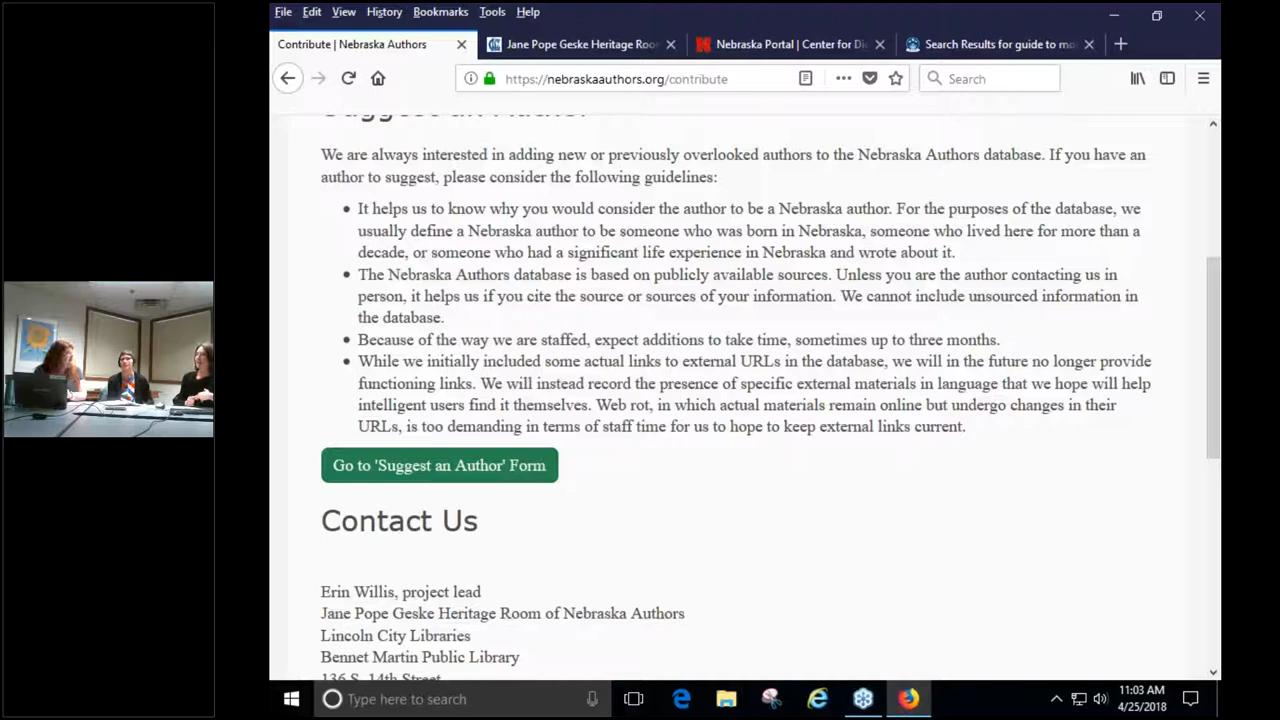 File Edit View History Bookmarks Tools Help
Contribute | Nebraska Authors
Jane Pope Geske Heritage Roo
Nebraska Portal | Center for Di
Search Results for guide to m
https://nebraskaauthors.org/contribute
Search
We are always interested in adding new or previously overlooked authors to the Nebraska Authors database. If you have an
author to suggest, please consider the following guidelines:
• It helps us to know why you would consider the author to be a Nebraska author. For the purposes of the database, we
usually define a Nebraska author to be someone who was born in Nebraska, someone who lived here for more than a
decade, or someone who had a significant life experience in Nebraska and wrote about it.
• The Nebraska Authors database is based on publicly available sources. Unless you are the author contacting us in
person, it helps us if you cite the source or sources of your information. We cannot include unsourced information in
the database.
• Because of the way we are staffed, expect additions to take time, sometimes up to three months.
• While we initially included some actual links to external URLs in the database, we will in the future no longer provide
functioning links. We will instead record the presence of specific external materials in language that we hope will help
intelligent users find it themselves. Web rot, in which actual materials remain online but undergo changes in their
URLs, is too demanding in terms of staff time for us to hope to keep external links current.
Go to 'Suggest an Author' Form
Contact Us
Erin Willis, project lead
Jane Pope Geske Heritage Room of Nebraska Authors
Lincoln City Libraries
Bennet Martin Public Library
136 S. 14th Street
Type here to search
11:03 AM
4/25/2018